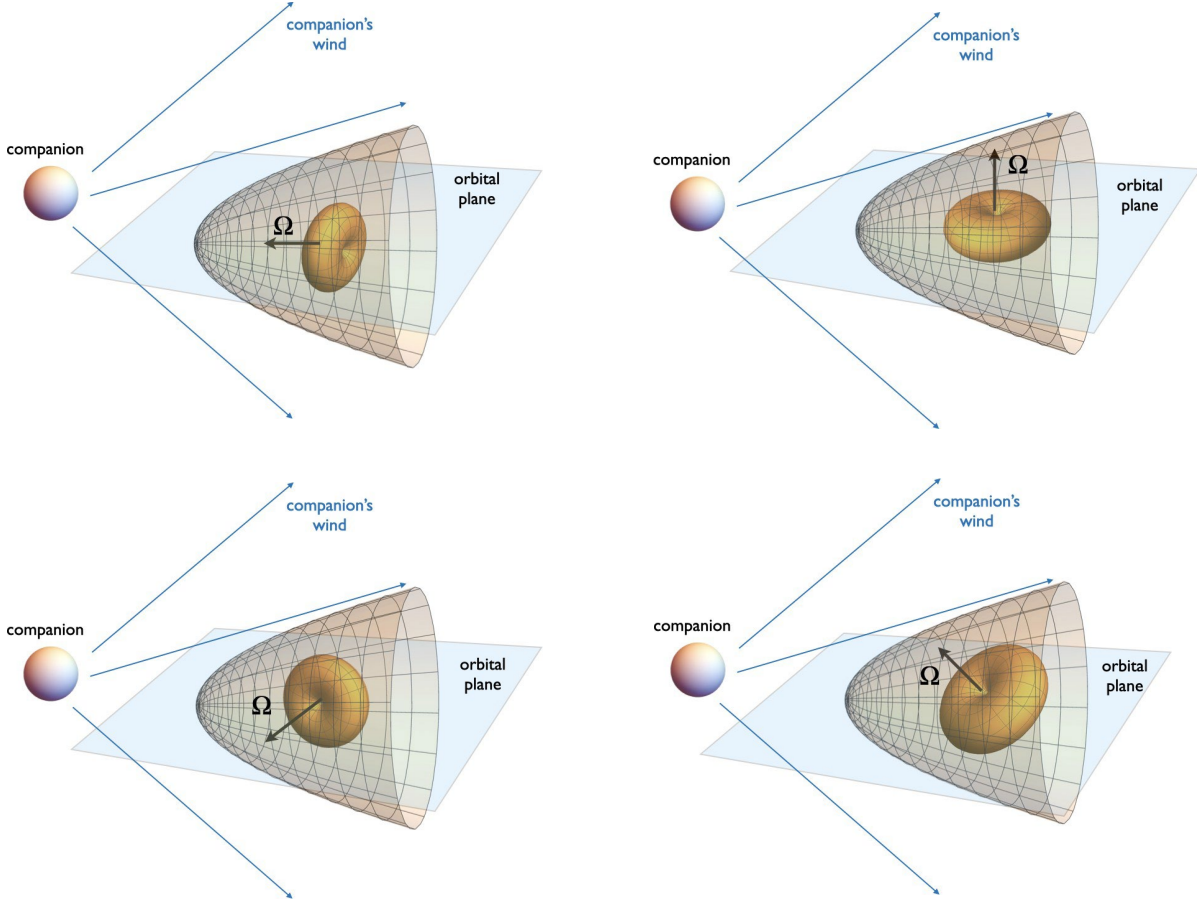 companion's
wind
companion
orbital
plane
Ω
companion's
wind
companion
orbital
plane
Ω
companion's
wind
companion
orbital
plane
Ω
companion's
wind
companion
orbital
plane
Ω